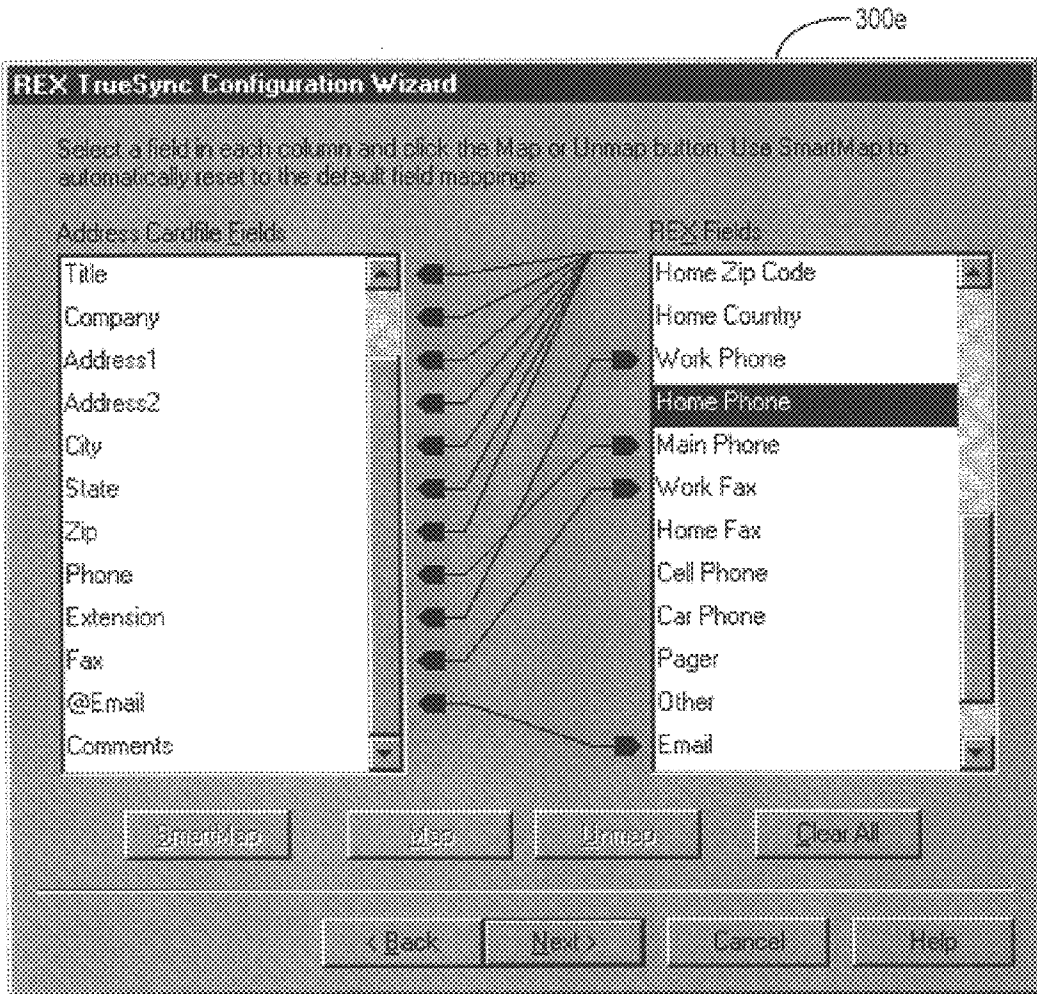 300e
REX TrueSync Configuration Wizard
Select a field in each column and click the Map or Unmap button. Use SmartMap to
automatically reset to the default field mappings.
Address Cardfile Fields
REX Fields
Title
Company
Address1
Address2
City
State
Zip
Phone
Extension
Fax
@Email
Comments
Home Zip Code
Home Country
Work Phone
Home Phone
Main Phone
Work Fax
Home Fax
Cell Phone
Car Phone
Pager
Other
Email
SmartMap
Map
Unmap
Clear All
< Back
Next >
Cancel
Help